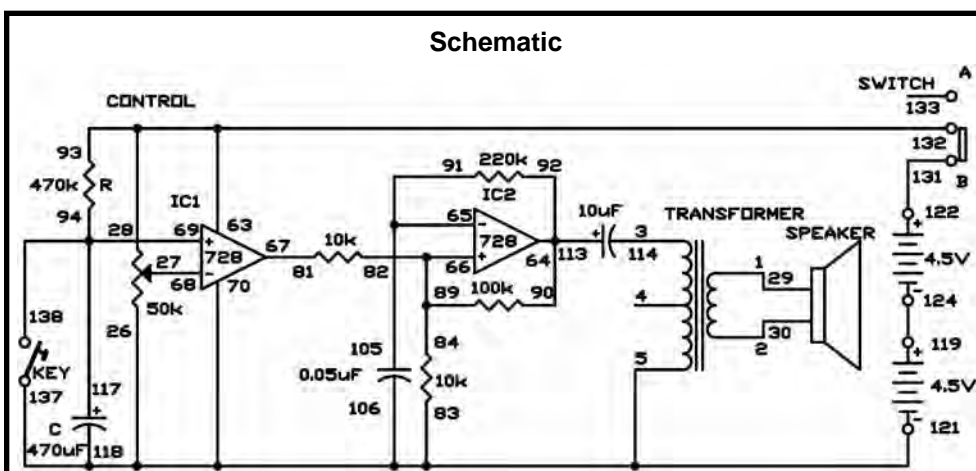 Schematic
A
SWITCH
133
CONTROL
132
93
91 220k 92
131 B
470k R
IC2
94
IC1
63
10uF
TRANSFORMER
122
28
69 +
65 -
SPEAKER
+
728
67
10k
728
+ 3
4.5V
27
66 +
64 113
114
1
29
68 -
70
81
82
50k
89 100k 90
4
-
124
138
26
84
30
119
105
5
2
+
KEY
117
0.05uF
10k
4.5V
137
+
106
83
-
C
121
470uF 118